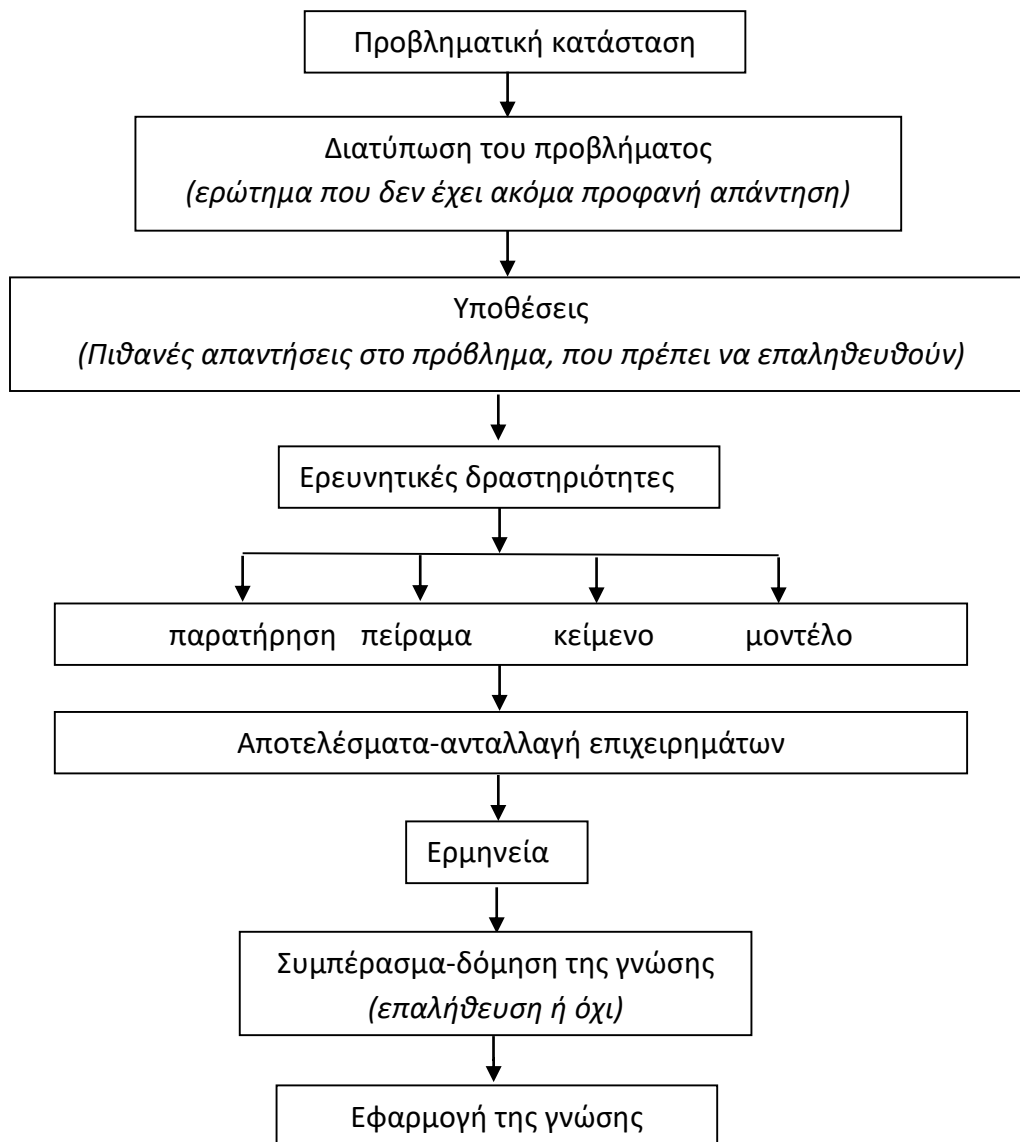 Προβληματική κατάσταση
Διατύπωση του προβλήματος
(ερώτημα που δεν έχει ακόμα προφανή απάντηση)
Υποθέσεις
(Πιθανές απαντήσεις στο πρόβλημα, που πρέπει να επαληθευθούν)
Ερευνητικές δραστηριότητες
παρατήρηση πείραμα κείμενο μοντέλο
Αποτελέσματα-ανταλλαγή επιχειρημάτων
Ερμηνεία
Συμπέρασμα-δόμηση της γνώσης
(επαλήθευση ή όχι)
Εφαρμογή της γνώσης